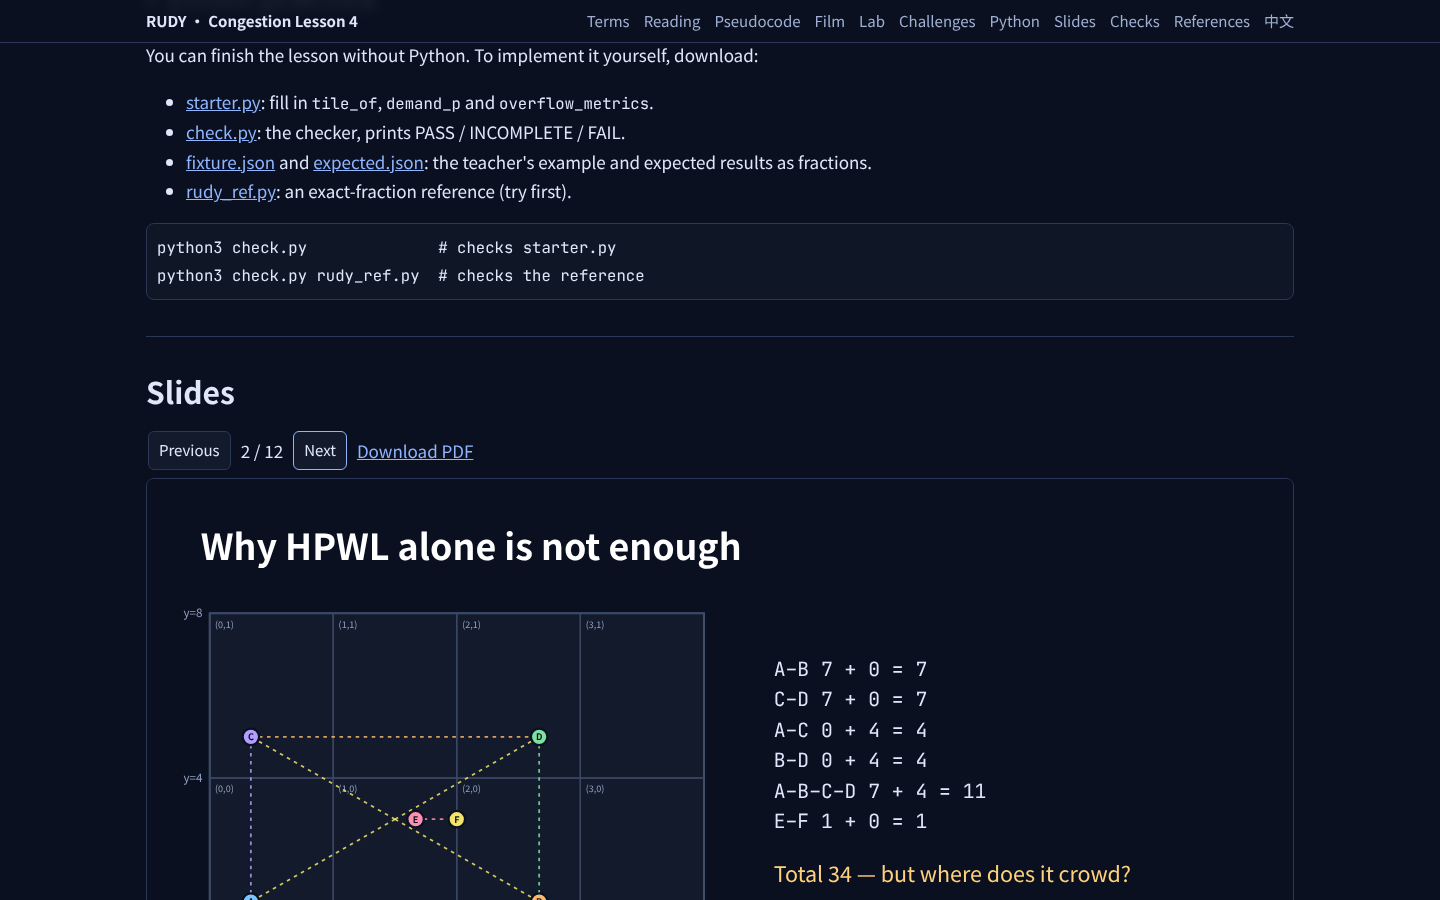 RUDY • Congestion Lesson 4
Terms Reading Pseudocode Film Lab Challenges Python Slides Checks References 中文
You can finish the lesson without Python. To implement it yourself, download:
starter.py: fill in tile_of, demand_p and overflow_metrics.
check.py: the checker, prints PASS / INCOMPLETE / FAIL.
fixture.json and expected.json: the teacher's example and expected results as fractions.
rudy_ref.py: an exact-fraction reference (try first).
python3 check.py # checks starter.py
python3 check.py rudy_ref.py # checks the reference
Slides
Previous 2 / 12 Next Download PDF
Why HPWL alone is not enough
y=8
(0,1) (1,1) (2,1) (3,1)
C D
y=4
(0,0) (1,0) (2,0) (3,0)
E F
A–B 7 + 0 = 7
C–D 7 + 0 = 7
A–C 0 + 4 = 4
B–D 0 + 4 = 4
A–B–C–D 7 + 4 = 11
E–F 1 + 0 = 1
Total 34 — but where does it crowd?